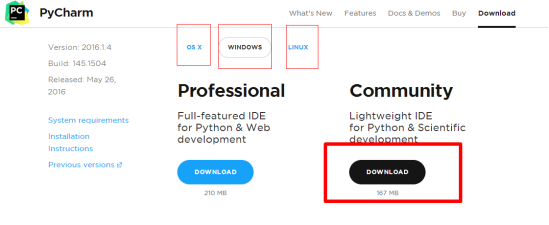 PC PyCharm
What's New Features Docs & Demos Buy Download
Version: 2016.1.4
Build: 145.1504
Released: May 26,
2016
System requirements
Installation
Instructions
Previous versions
OS X WINDOWS LINUX
Professional
Full-featured IDE
for Python & Web
development
DOWNLOAD
210 MB
Community
Lightweight IDE
for Python & Scientific
development
DOWNLOAD
167 MB